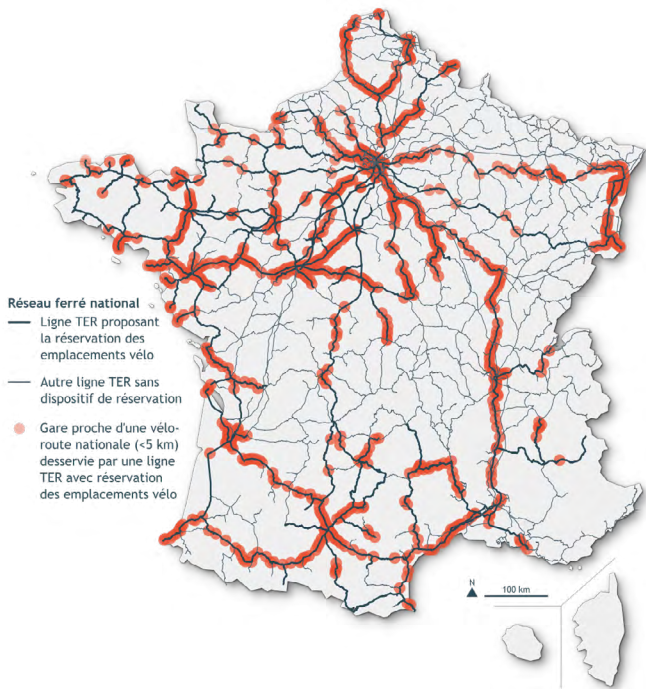 Réseau ferré national
Ligne TER proposant
la réservation des
emplacements vélo
Autre ligne TER sans
dispositif de réservation
Gare proche d'une vélo-
route nationale (<5 km)
desservie par une ligne
TER avec réservation
des emplacements vélo
N
100 km